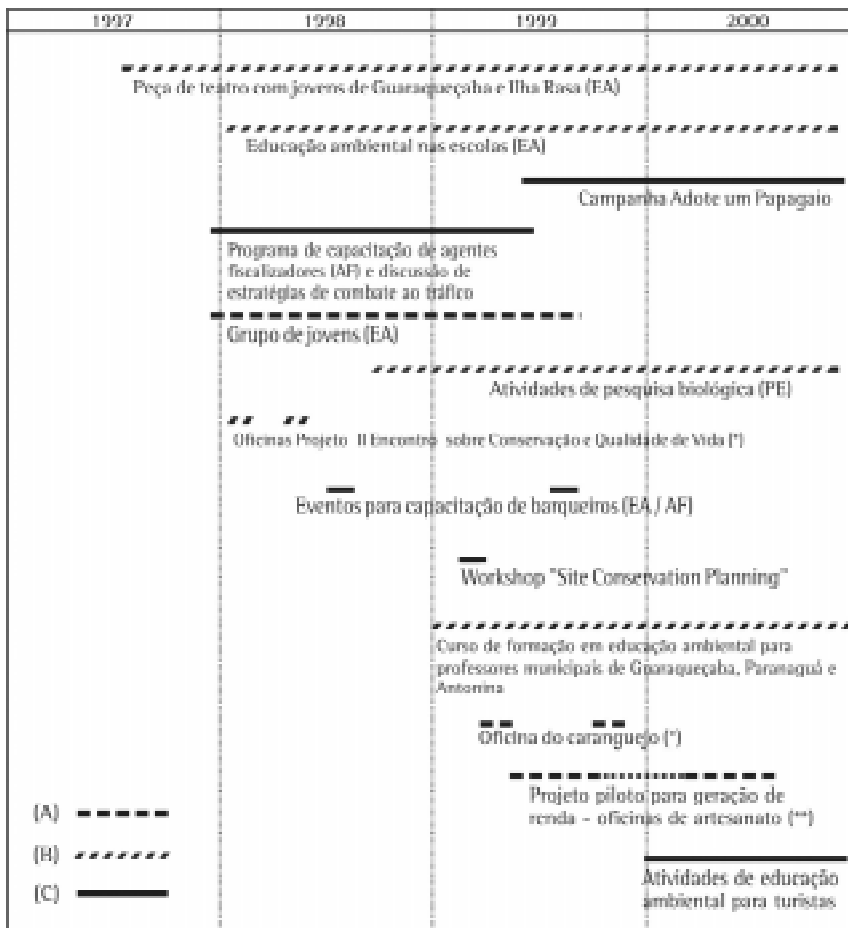 1997 1998 1999 2000
Peça de teatro com jovens de Guaraqueçaba e Ilha Rasa (EA)
Educação ambiental nas escolas (EA)
Campanha Adote um Papagaio
Programa de capacitação de agentes
fiscalizadores (AF) e discussão de
estratégias de combate ao tráfico
Grupo de jovens (EA)
Atividades de pesquisa biológica (PE)
Oficinas Projeto II Encontro sobre Conservação e Qualidade de Vida (*)
Eventos para capacitação de barqueiros (EA / AF)
Workshop "Site Conservation Planning"
Curso de formação em educação ambiental para
professores municipais de Guaraqueçaba, Paranaguá e
Antonina
Oficina do caranguejo (*)
Projeto piloto para geração de
renda - oficinas de artesanato (**)
Atividades de educação
ambiental para turistas
(A)
(B)
(C)